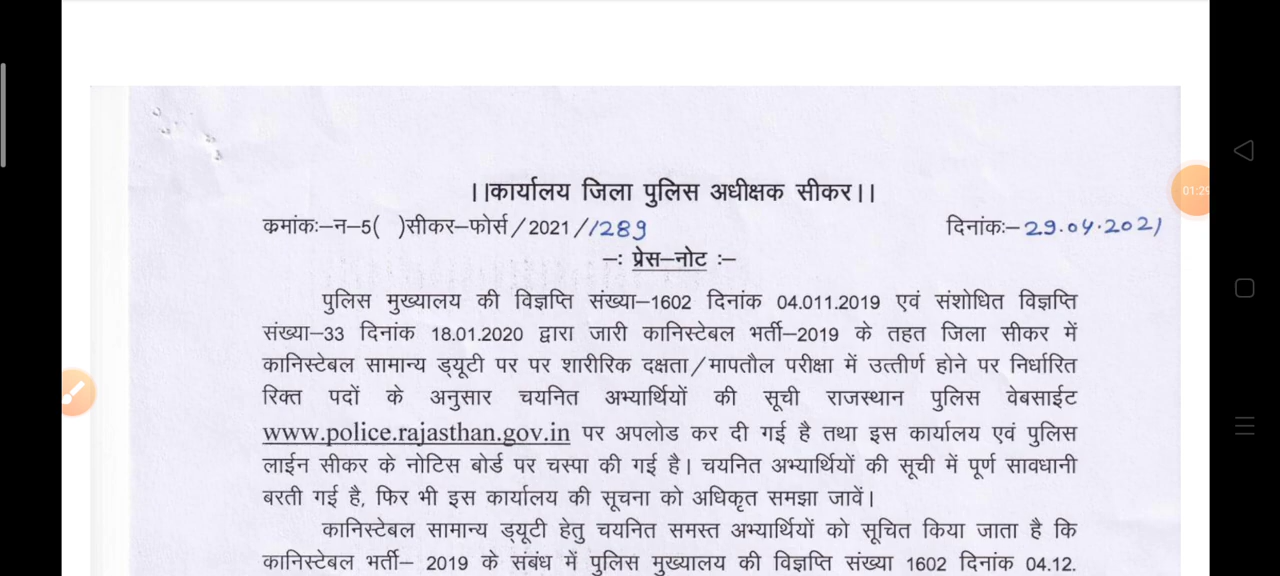 ||कार्यालय जिला पुलिस अधीक्षक सीकर||
क्रमांकः–न–5( )सीकर–फोर्स/2021//1289 दिनांकः–29.04.2021
–: प्रेस–नोट :–
पुलिस मुख्यालय की विज्ञप्ति संख्या–1602 दिनांक 04.011.2019 एवं संशोधित विज्ञप्ति
संख्या–33 दिनांक 18.01.2020 द्वारा जारी कानिस्टेबल भर्ती–2019 के तहत जिला सीकर में
कानिस्टेबल सामान्य ड्यूटी पर पर शारीरिक दक्षता/मापतौल परीक्षा में उत्तीर्ण होने पर निर्धारित
रिक्त पदों के अनुसार चयनित अभ्यार्थियों की सूची राजस्थान पुलिस वेबसाईट
www.police.rajasthan.gov.in पर अपलोड कर दी गई है तथा इस कार्यालय एवं पुलिस
लाईन सीकर के नोटिस बोर्ड पर चस्पा की गई है। चयनित अभ्यार्थियों की सूची में पूर्ण सावधानी
बरती गई है, फिर भी इस कार्यालय की सूचना को अधिकृत समझा जावें।
कानिस्टेबल सामान्य ड्यूटी हेतु चयनित समस्त अभ्यार्थियों को सूचित किया जाता है कि
कानिस्टेबल भर्ती– 2019 के संबंध में पुलिस मुख्यालय की विज्ञप्ति संख्या 1602 दिनांक 04.12.
01:29